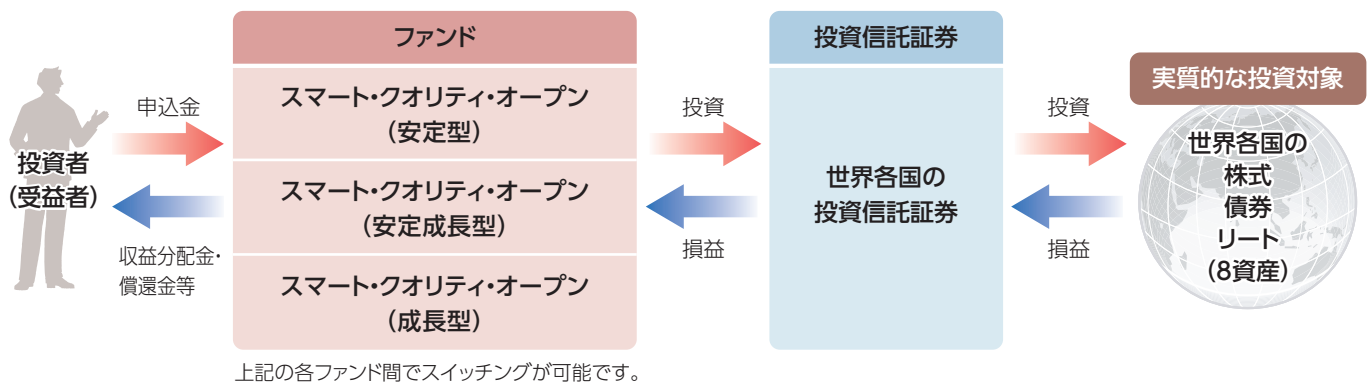 投資者
(受益者)
申込金
収益分配金・
償還金等
ファンド
スマート・クオリティ・オープン
(安定型)
スマート・クオリティ・オープン
(安定成長型)
スマート・クオリティ・オープン
(成長型)
上記の各ファンド間でスイッチングが可能です。
投資
損益
投資信託証券
世界各国の
投資信託証券
投資
損益
実質的な投資対象
世界各国の
株式
債券
リート
(8資産)